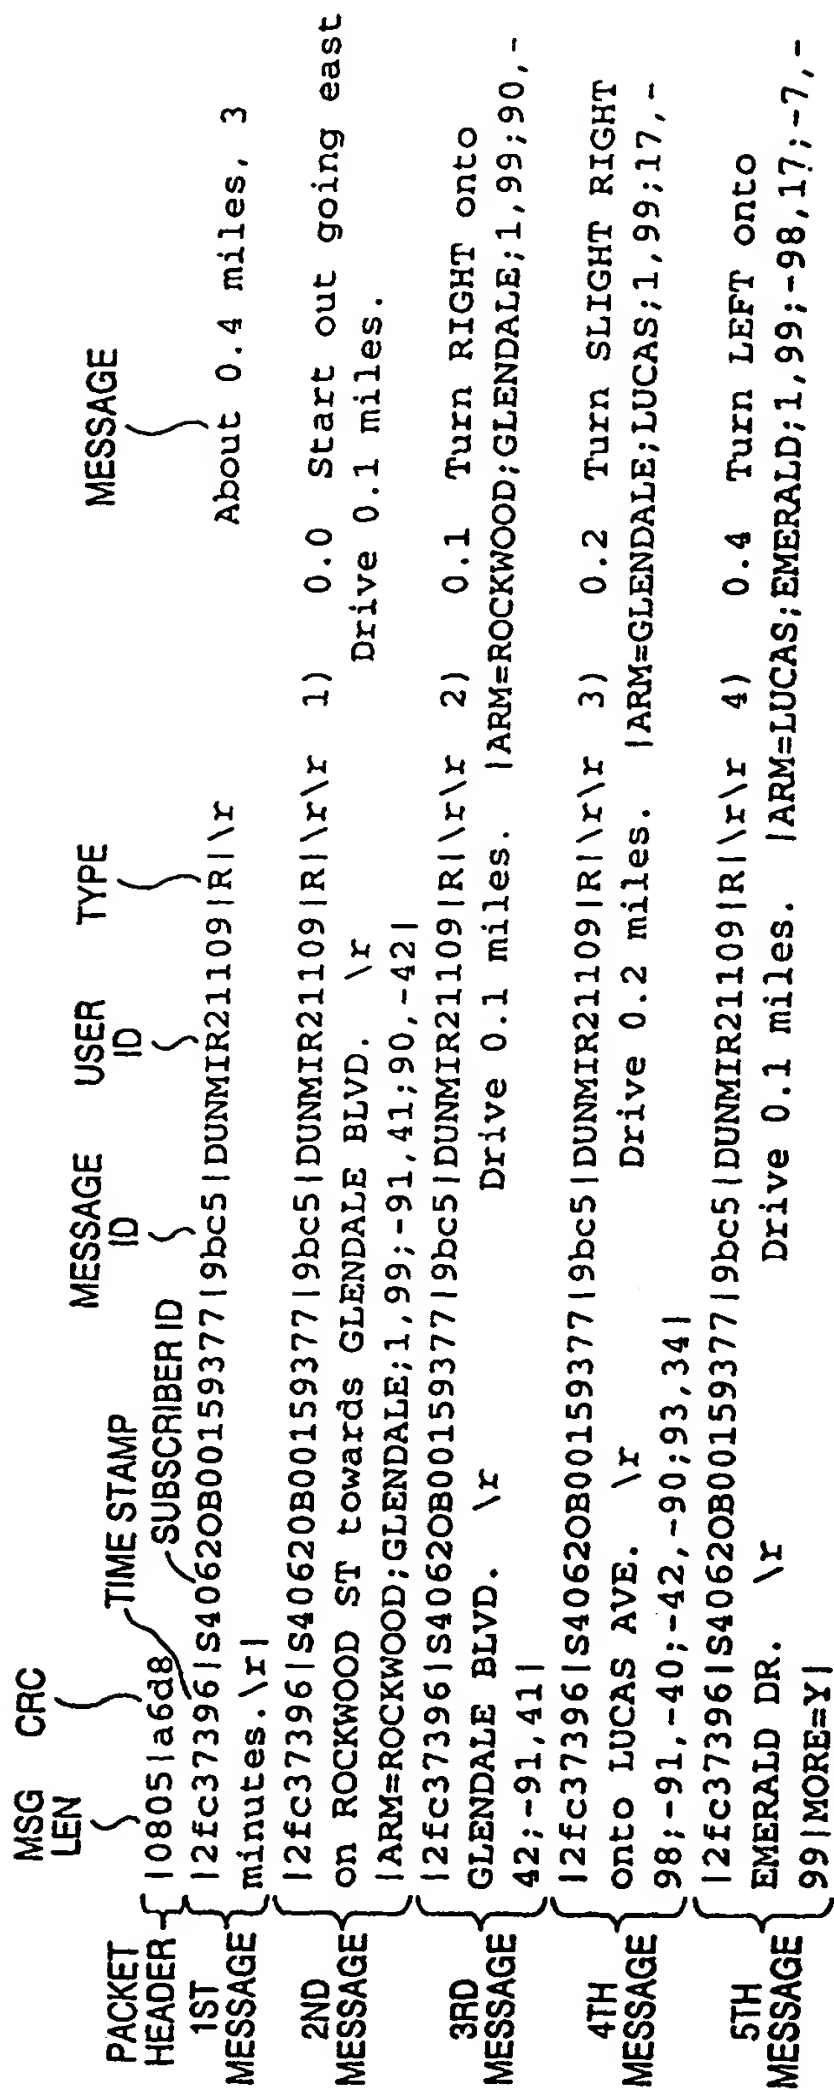 MSG LEN
CRC
TIME STAMP
SUBSCRIBER ID
MESSAGE ID
USER ID
TYPE
MESSAGE
PACKET HEADER
|0805|a6d8
1ST MESSAGE
|2fc37396|S4062OB00159377|9bc5|DUNMIR21109|R|\r About 0.4 miles, 3
minutes.\r|
2ND MESSAGE
|2fc37396|S40620B00159377|9bc5|DUNMIR21109|R|\r\r 1) 0.0 Start out going east
on ROCKWOOD ST towards GLENDALE BLVD. \r Drive 0.1 miles.
|ARM=ROCKWOOD;GLENDALE;1,99;-91,41;90,-42|
3RD MESSAGE
|2fc37396|S4062OB00159377|9bc5|DUNMIR21109|R|\r\r 2) 0.1 Turn RIGHT onto
GLENDALE BLVD. \r Drive 0.1 miles. |ARM=ROCKWOOD;GLENDALE;1,99;90,-
42;-91,41|
4TH MESSAGE
|2fc37396|S4062OB00159377|9bc5|DUNMIR21109|R|\r\r 3) 0.2 Turn SLIGHT RIGHT
onto LUCAS AVE. \r Drive 0.2 miles. |ARM=GLENDALE;LUCAS;1,99;17,-
98;-91,-40;-42,-90;93,34|
5TH MESSAGE
|2fc37396|S4062OB00159377|9bc5|DUNMIR21109|R|\r\r 4) 0.4 Turn LEFT onto
EMERALD DR. \r Drive 0.1 miles. |ARM=LUCAS;EMERALD;1,99;-98,17;-7,-
99|MORE=Y|